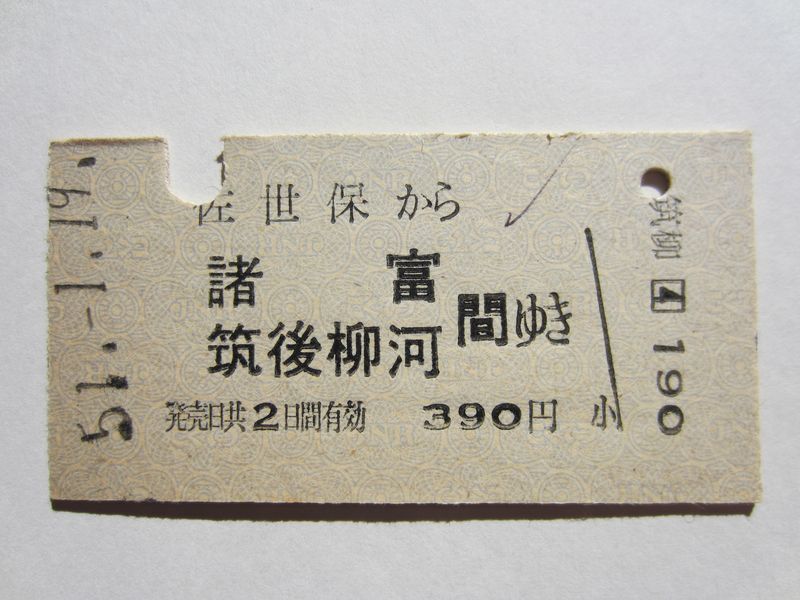 51.-1.19.
佐世保から
諸富
筑後柳河
間ゆき
発売日共2日間有効 390円 小
筑柳 4 190